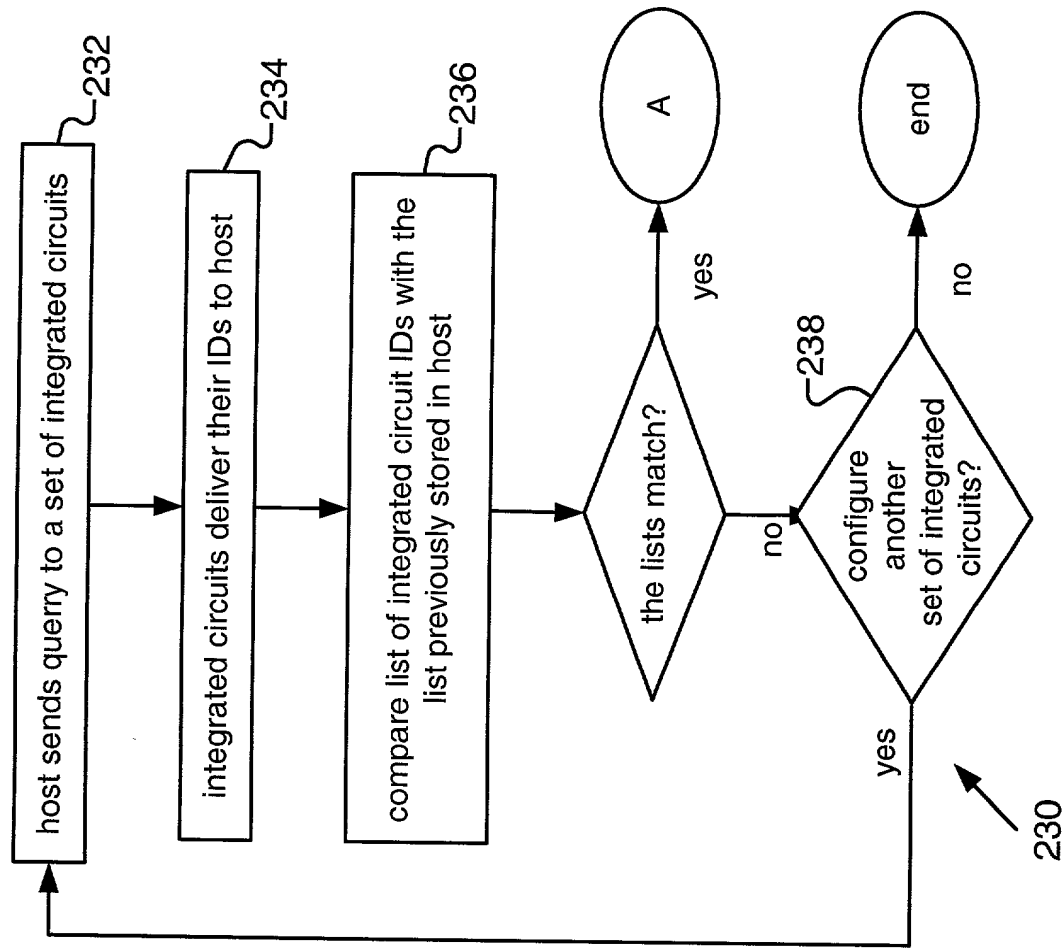 host sends querry to a set of integrated circuits
232
integrated circuits deliver their IDs to host
234
compare list of integrated circuit IDs with the
list previously stored in host
236
the lists match?
yes
A
no
configure
another
set of integrated
circuits?
238
no
end
yes
230